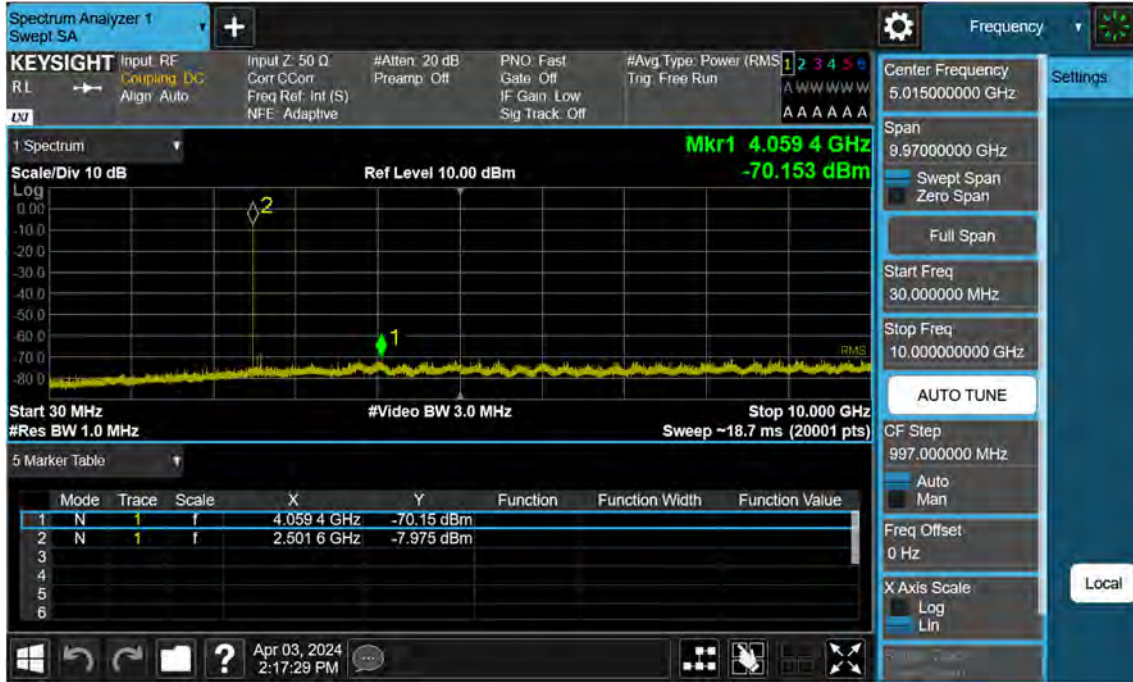 Spectrum Analyzer 1
Swept SA
+
Frequency
KEYSIGHT
RL
LXI
Input: RF
Coupling: DC
Align: Auto
Input Z: 50 Ω
Corr CCorr
Freq Ref: Int (S)
NFE: Adaptive
#Atten: 20 dB
Preamp: Off
PNO: Fast
Gate: Off
IF Gain: Low
Sig Track: Off
#Avg Type: Power (RMS
Trig: Free Run
1 2 3 4 5 6
A W W W W W
A A A A A A
1 Spectrum
Scale/Div 10 dB
Ref Level 10.00 dBm
Mkr1 4.059 4 GHz
-70.153 dBm
Log
0.00
-10.0
-20.0
-30.0
-40.0
-50.0
-60.0
-70.0
-80.0
2
1
RMS
Start 30 MHz
#Video BW 3.0 MHz
Stop 10.000 GHz
#Res BW 1.0 MHz
Sweep ~18.7 ms (20001 pts)
5 Marker Table
Mode Trace Scale X Y Function Function Width Function Value
1 N 1 f 4.059 4 GHz -70.15 dBm
2 N 1 f 2.501 6 GHz -7.975 dBm
3
4
5
6
?
Apr 03, 2024
2:17:29 PM
Center Frequency
5.015000000 GHz
Span
9.97000000 GHz
Swept Span
Zero Span
Full Span
Start Freq
30.000000 MHz
Stop Freq
10.000000000 GHz
AUTO TUNE
CF Step
997.000000 MHz
Auto
Man
Freq Offset
0 Hz
X Axis Scale
Log
Lin
Settings
Local